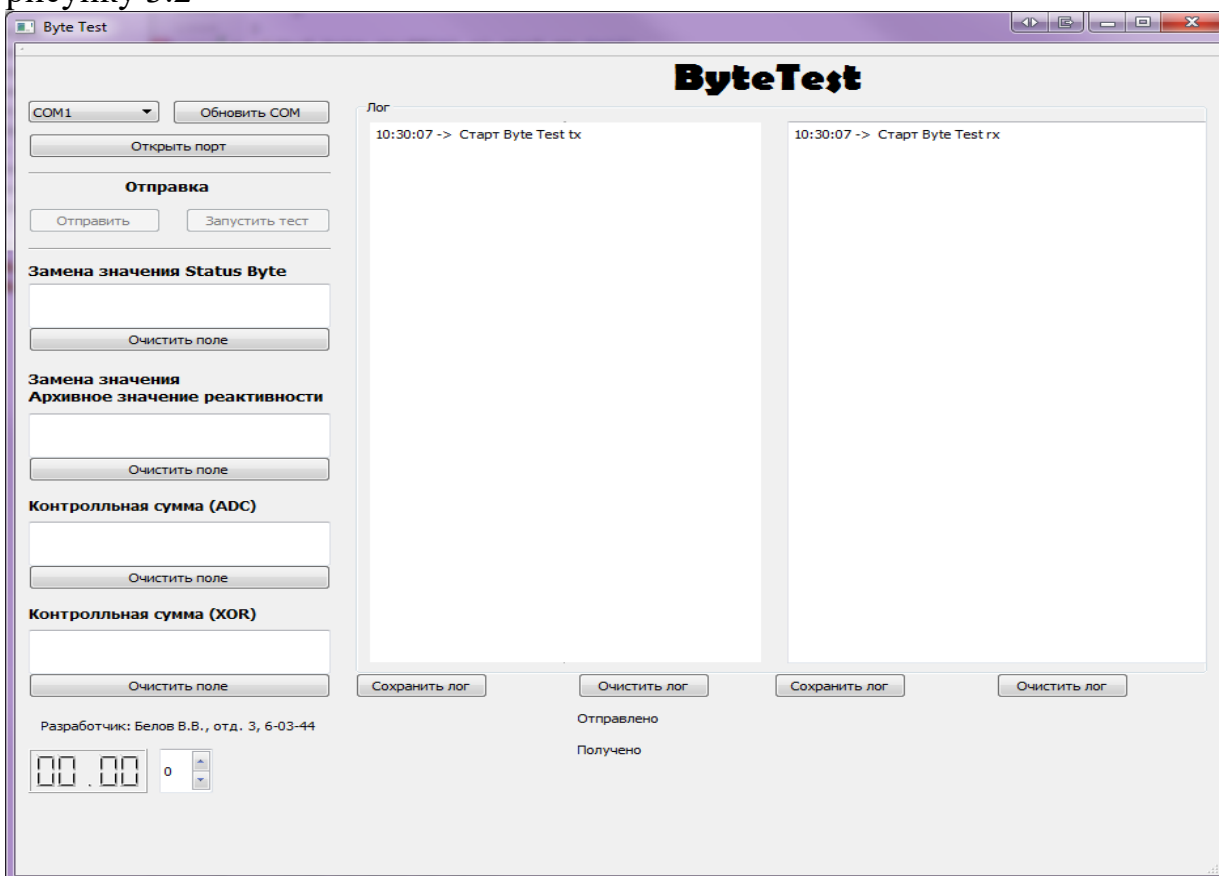 рисунку 3.2
Byte Test
ByteTest
COM1
Обновить COM
Открыть порт
Отправка
Отправить
Запустить тест
Замена значения Status Byte
Очистить поле
Замена значения
Архивное значение реактивности
Очистить поле
Контролльная сумма (ADC)
Очистить поле
Контролльная сумма (XOR)
Очистить поле
Разработчик: Белов В.В., отд. 3, 6-03-44
00.00
0
Лог
10:30:07 -> Старт Byte Test tx
10:30:07 -> Старт Byte Test rx
Сохранить лог
Очистить лог
Сохранить лог
Очистить лог
Отправлено
Получено